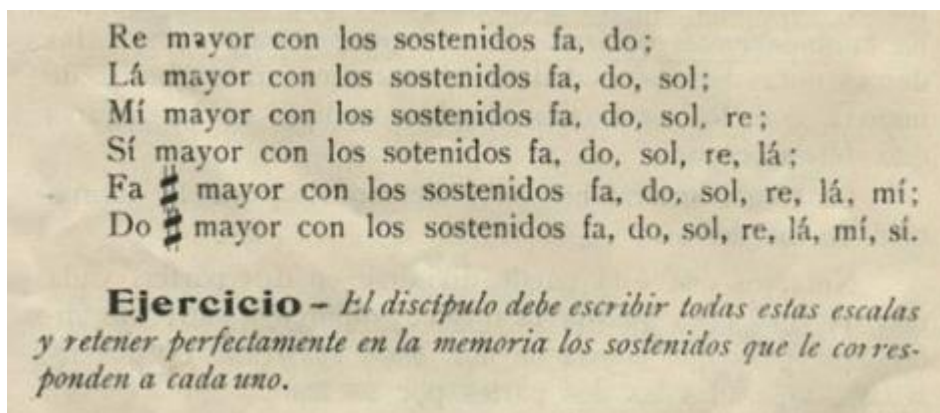 Re mayor con los sostenidos fa, do;
Lá mayor con los sostenidos fa, do, sol;
Mí mayor con los sostenidos fa, do, sol, re;
Sí mayor con los sotenidos fa, do, sol, re, lá;
Fa ♯ mayor con los sostenidos fa, do, sol, re, lá, mí;
Do ♯ mayor con los sostenidos fa, do, sol, re, lá, mí, sí.
Ejercicio – El discípulo debe escribir todas estas escalas
y retener perfectamente en la memoria los sostenidos que le corres-
ponden a cada uno.